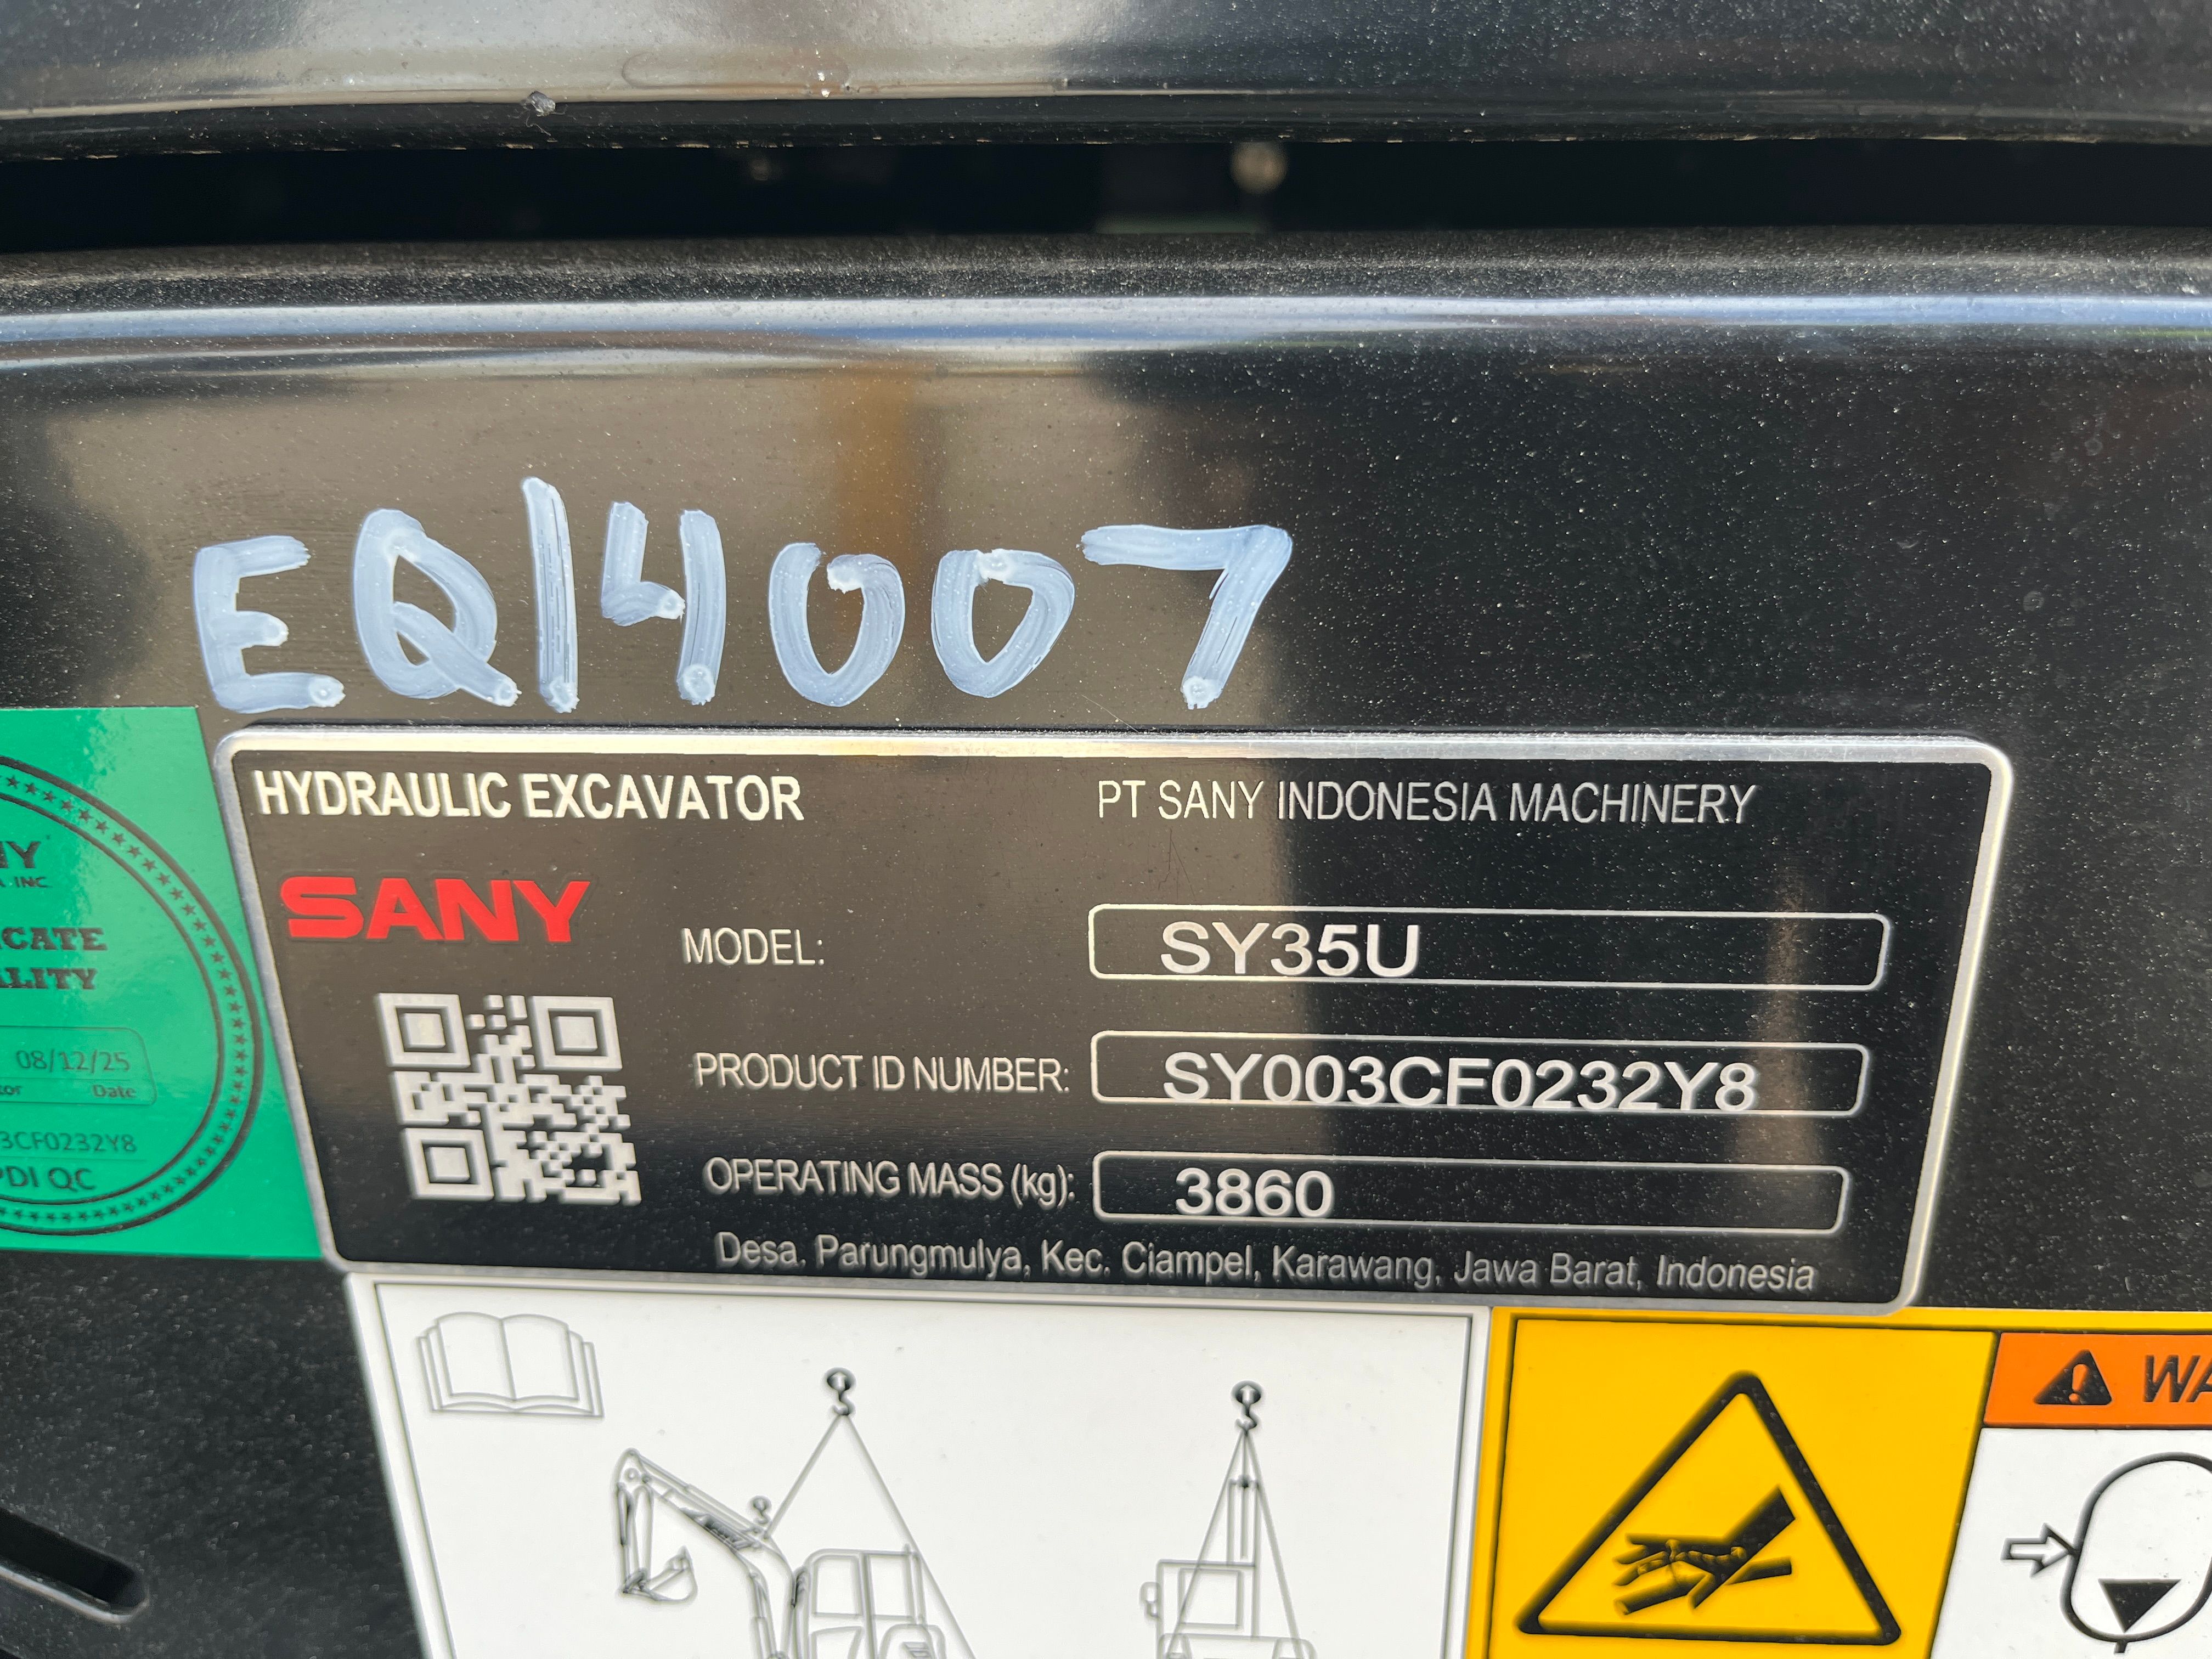 EQ14007
HYDRAULIC EXCAVATOR
PT SANY INDONESIA MACHINERY
SANY
MODEL: SY35U
PRODUCT ID NUMBER: SY003CF0232Y8
OPERATING MASS (kg): 3860
Desa. Parungmulya, Kec. Ciampel, Karawang, Jawa Barat, Indonesia
INC
08/12/25
Date
3CF0232Y8
PDI QC